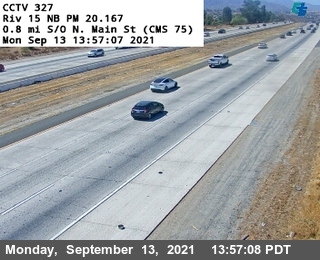 CCTV 327
Riv 15 NB PM 20.167
0.8 mi S/O N. Main St (CMS 75)
Mon Sep 13 13:57:07 2021
Monday, September 13, 2021 13:57:08 PDT